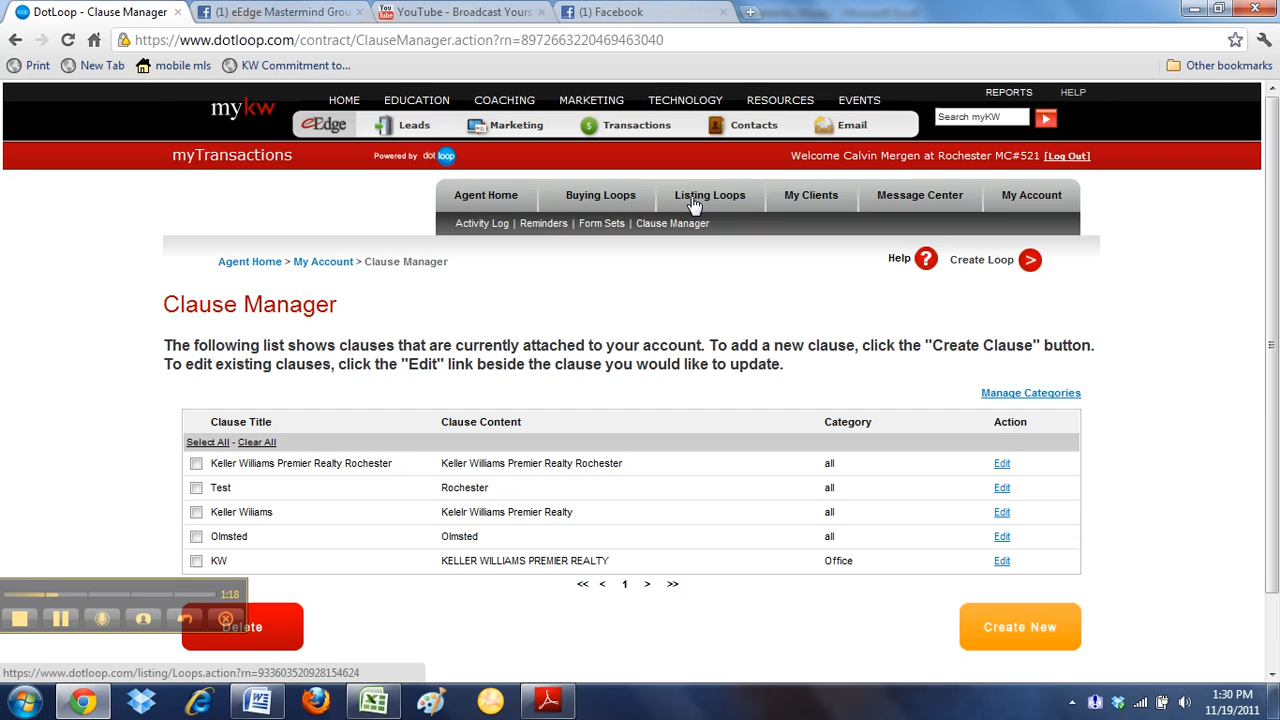 DotLoop - Clause Manager
(1) eEdge Mastermind Grou
YouTube - Broadcast Yours
(1) Facebook
https://www.dotloop.com/contract/ClauseManager.action?rn=8972663220469463040
Print
New Tab
mobile mls
KW Commitment to...
Other bookmarks
REPORTS HELP
mykw
HOME EDUCATION COACHING MARKETING TECHNOLOGY RESOURCES EVENTS
Search myKW
eEdge Leads Marketing Transactions Contacts Email
myTransactions
Powered by dot loop
Welcome Calvin Mergen at Rochester MC#521 [Log Out]
Agent Home Buying Loops Listing Loops My Clients Message Center My Account
Activity Log | Reminders | Form Sets | Clause Manager
Agent Home > My Account > Clause Manager
Help ? Create Loop >
Clause Manager
The following list shows clauses that are currently attached to your account. To add a new clause, click the "Create Clause" button.
To edit existing clauses, click the "Edit" link beside the clause you would like to update.
Manage Categories
Clause Title Clause Content Category Action
Select All - Clear All
Keller Williams Premier Realty Rochester Keller Williams Premier Realty Rochester all Edit
Test Rochester all Edit
Keller Wiliams Kelelr Williams Premier Realty all Edit
Olmsted Olmsted all Edit
KW KELLER WILLIAMS PREMIER REALTY Office Edit
<< < 1 > >>
1:18
Delete
Create New
https://www.dotloop.com/listing/Loops.action?rn=933603520928154624
1:30 PM
11/19/2011